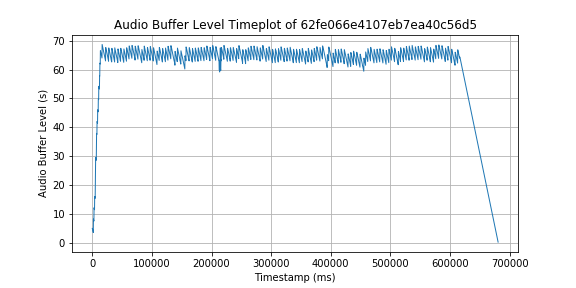 Audio Buffer Level Timeplot of 62fe066e4107eb7ea40c56d5
70
60
50
40
30
20
10
0
Audio Buffer Level (s)
0 100000 200000 300000 400000 500000 600000 700000
Timestamp (ms)